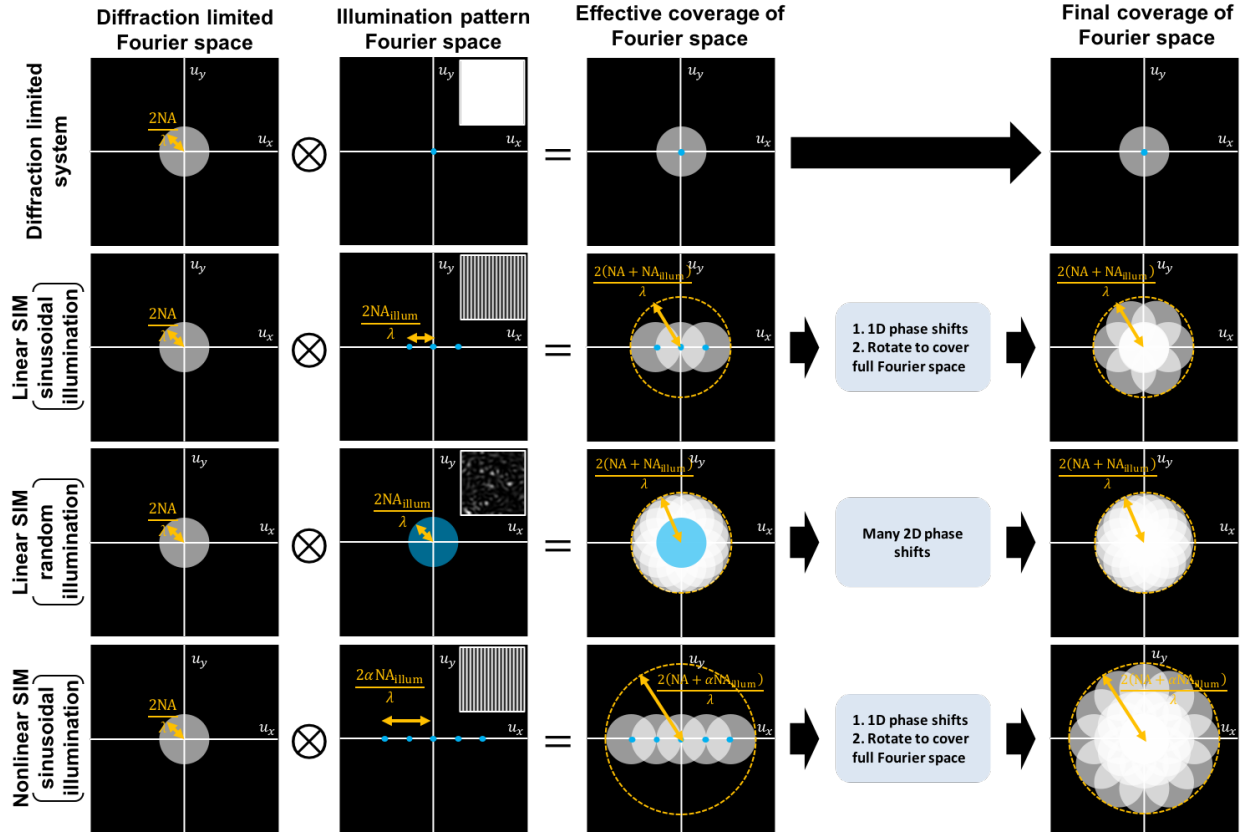 Diffraction limited
Fourier space
Illumination pattern
Fourier space
Effective coverage of
Fourier space
Final coverage of
Fourier space
Diffraction limited
system
2NA
λ
u_y
u_x
⊗
u_y
u_x
=
u_y
u_x
u_y
u_x
Linear SIM
sinusoidal
illumination
2NA
λ
u_y
u_x
⊗
2NA_illum
λ
u_y
u_x
=
2(NA + NA_illum)
λ
u_y
u_x
1. 1D phase shifts
2. Rotate to cover
full Fourier space
2(NA + NA_illum)
λ
u_y
u_x
Linear SIM
random
illumination
2NA
λ
u_y
u_x
⊗
2NA_illum
λ
u_y
u_x
=
2(NA + NA_illum)
λ
u_y
u_x
Many 2D phase
shifts
2(NA + NA_illum)
λ
u_y
u_x
Nonlinear SIM
sinusoidal
illumination
2NA
λ
u_y
u_x
⊗
2αNA_illum
λ
u_y
u_x
=
2(NA + αNA_illum)
λ
u_y
u_x
1. 1D phase shifts
2. Rotate to cover
full Fourier space
2(NA + αNA_illum)
λ
u_y
u_x